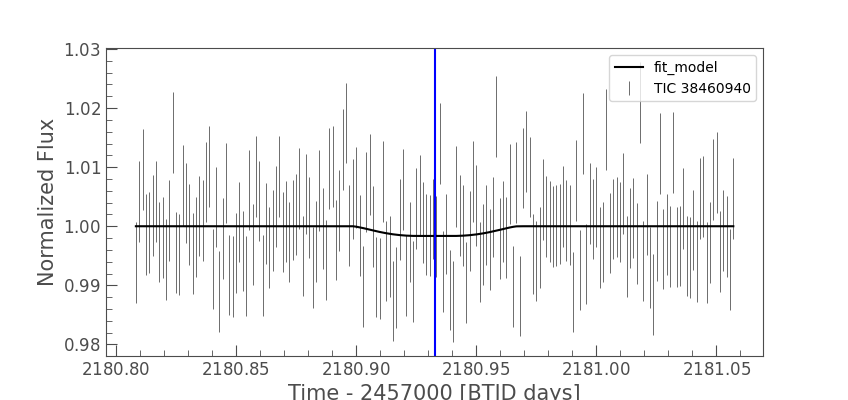 1.03
1.02
1.01
1.00
0.99
0.98
Normalized Flux
fit_model
TIC 38460940
2180.80 2180.85 2180.90 2180.95 2181.00 2181.05
Time - 2457000 [BTJD days]